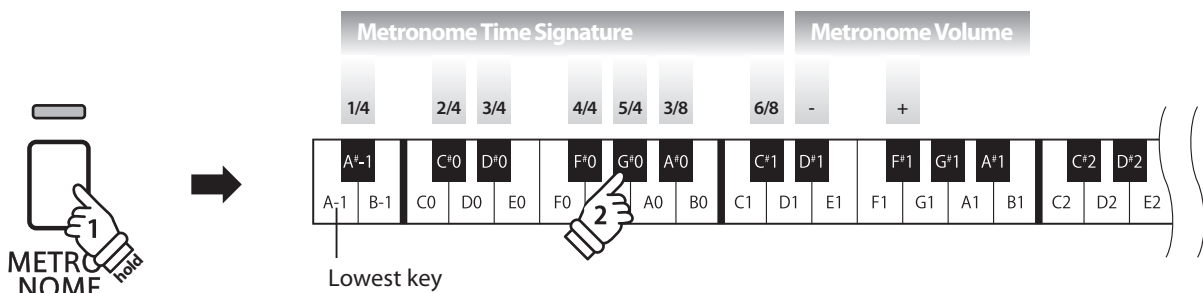 Metronome Time Signature Metronome Volume
1/4 2/4 3/4 4/4 5/4 3/8 6/8 - +
A#-1 C#0 D#0 F#0 G#0 A#0 C#1 D#1 F#1 G#1 A#1 C#2 D#2
A-1 B-1 C0 D0 E0 F0 A0 B0 C1 D1 E1 F1 G1 A1 B1 C2 D2 E2
1
hold
2
METRO
NOME
Lowest key